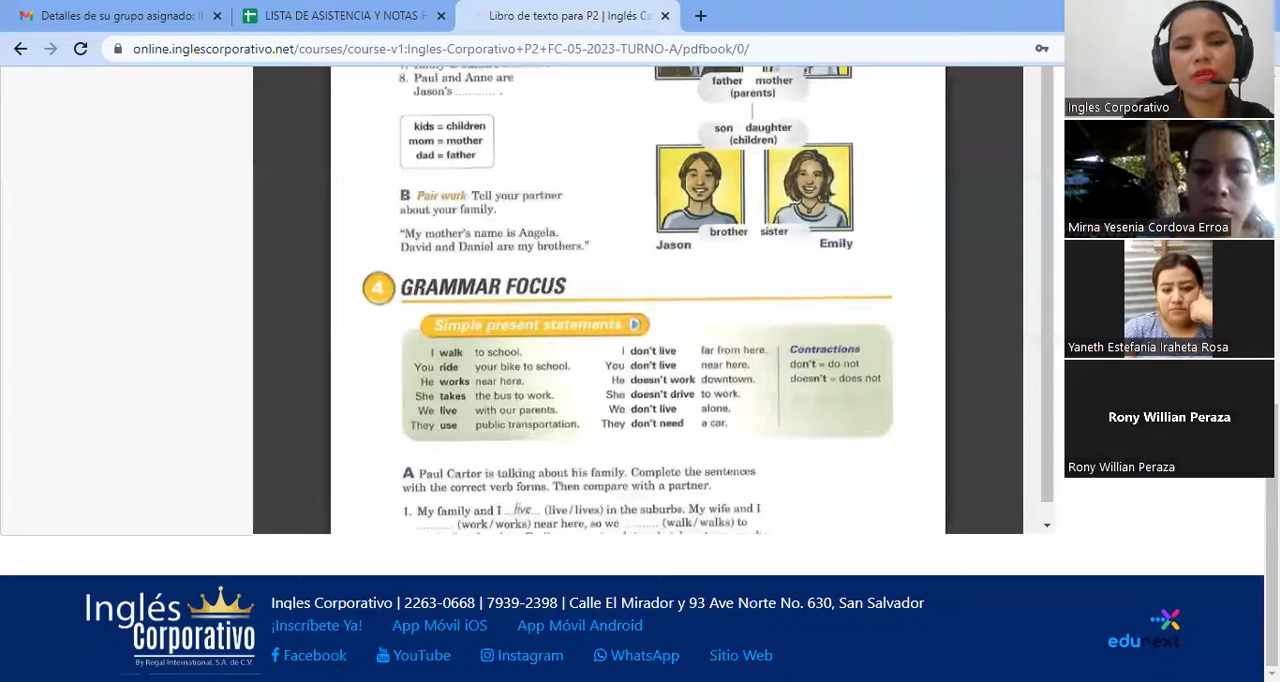 Detalles de su grupo asignado: I
LISTA DE ASISTENCIA Y NOTAS
Libro de texto para P2 | Inglés Co
online.inglescorporativo.net/courses/course-v1:Ingles-Corporativo+P2+FC-05-2023-TURNO-A/pdfbook/0/
8. Paul and Anne are
Jason's .......... .
kids = children
mom = mother
dad = father
father mother
(parents)
son daughter
(children)
brother sister
Jason
Emily
B Pair work Tell your partner
about your family.
"My mother's name is Angela.
David and Daniel are my brothers."
4 GRAMMAR FOCUS
Simple present statements
I walk to school.
You ride your bike to school.
He works near here.
She takes the bus to work.
We live with our parents.
They use public transportation.
I don't live far from here.
You don't live near here.
He doesn't work downtown.
She doesn't drive to work.
We don't live alone.
They don't need a car.
Contractions
don't = do not
doesn't = does not
A Paul Carter is talking about his family. Complete the sentences
with the correct verb forms. Then compare with a partner.
1. My family and I ...live... (live / lives) in the suburbs. My wife and I
.......... (work / works) near here, so we .......... (walk / walks) to
Ingles Corporativo
Mirna Yesenia Cordova Erroa
Yaneth Estefania Iraheta Rosa
Rony Willian Peraza
Rony Willian Peraza
Inglés
Corporativo
By Regal International, S.A. de C.V.
Ingles Corporativo | 2263-0668 | 7939-2398 | Calle El Mirador y 93 Ave Norte No. 630, San Salvador
¡Inscríbete Ya! App Móvil iOS App Móvil Android
Facebook YouTube Instagram WhatsApp Sitio Web
edunext